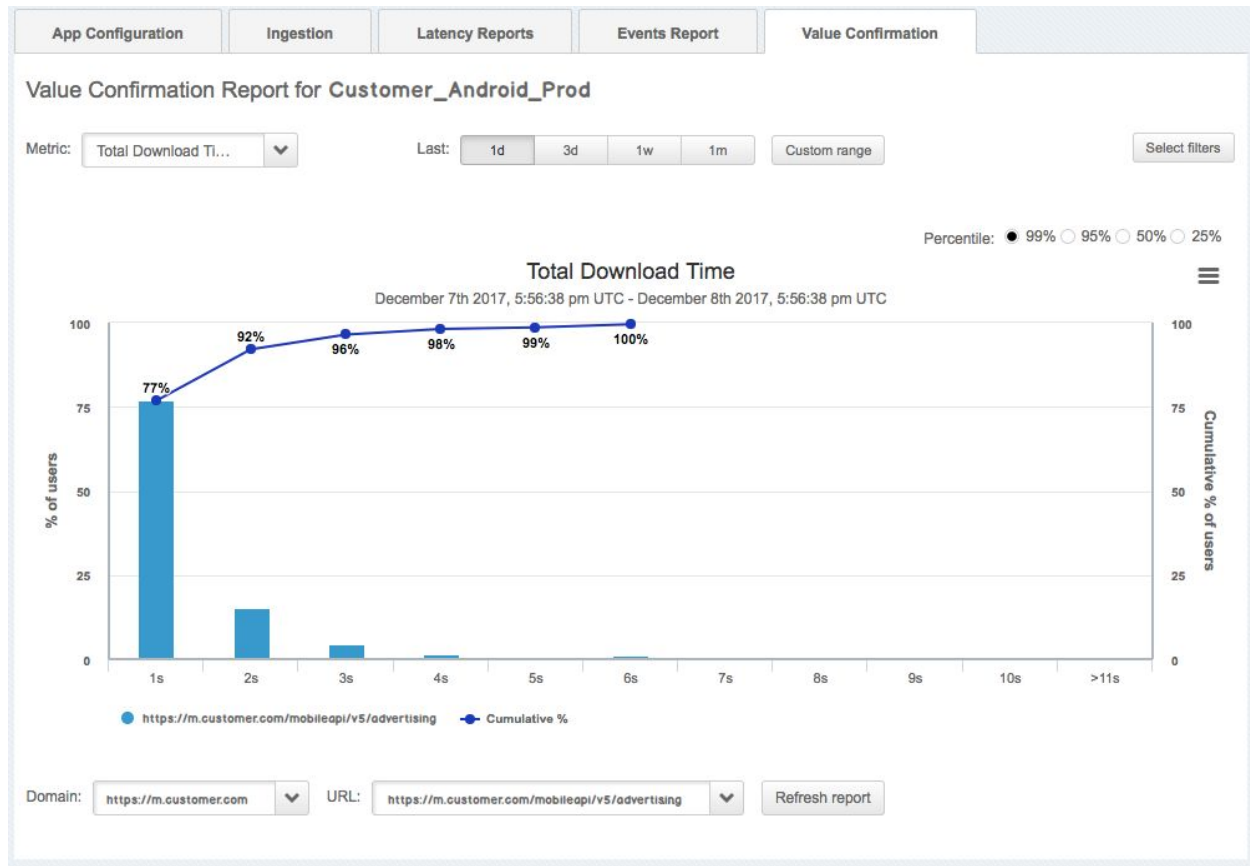 App Configuration Ingestion Latency Reports Events Report Value Confirmation
Value Confirmation Report for Customer_Android_Prod
Metric: Total Download Ti... Last: 1d 3d 1w 1m Custom range Select filters
Percentile: 99% 95% 50% 25%
Total Download Time
December 7th 2017, 5:56:38 pm UTC - December 8th 2017, 5:56:38 pm UTC
100 100
92% 96% 98% 99% 100%
77%
75 75
% of users
Cumulative % of users
50 50
25 25
0 0
1s 2s 3s 4s 5s 6s 7s 8s 9s 10s >11s
https://m.customer.com/mobileapi/v5/advertising Cumulative %
Domain: https://m.customer.com URL: https://m.customer.com/mobileapi/v5/advertising Refresh report